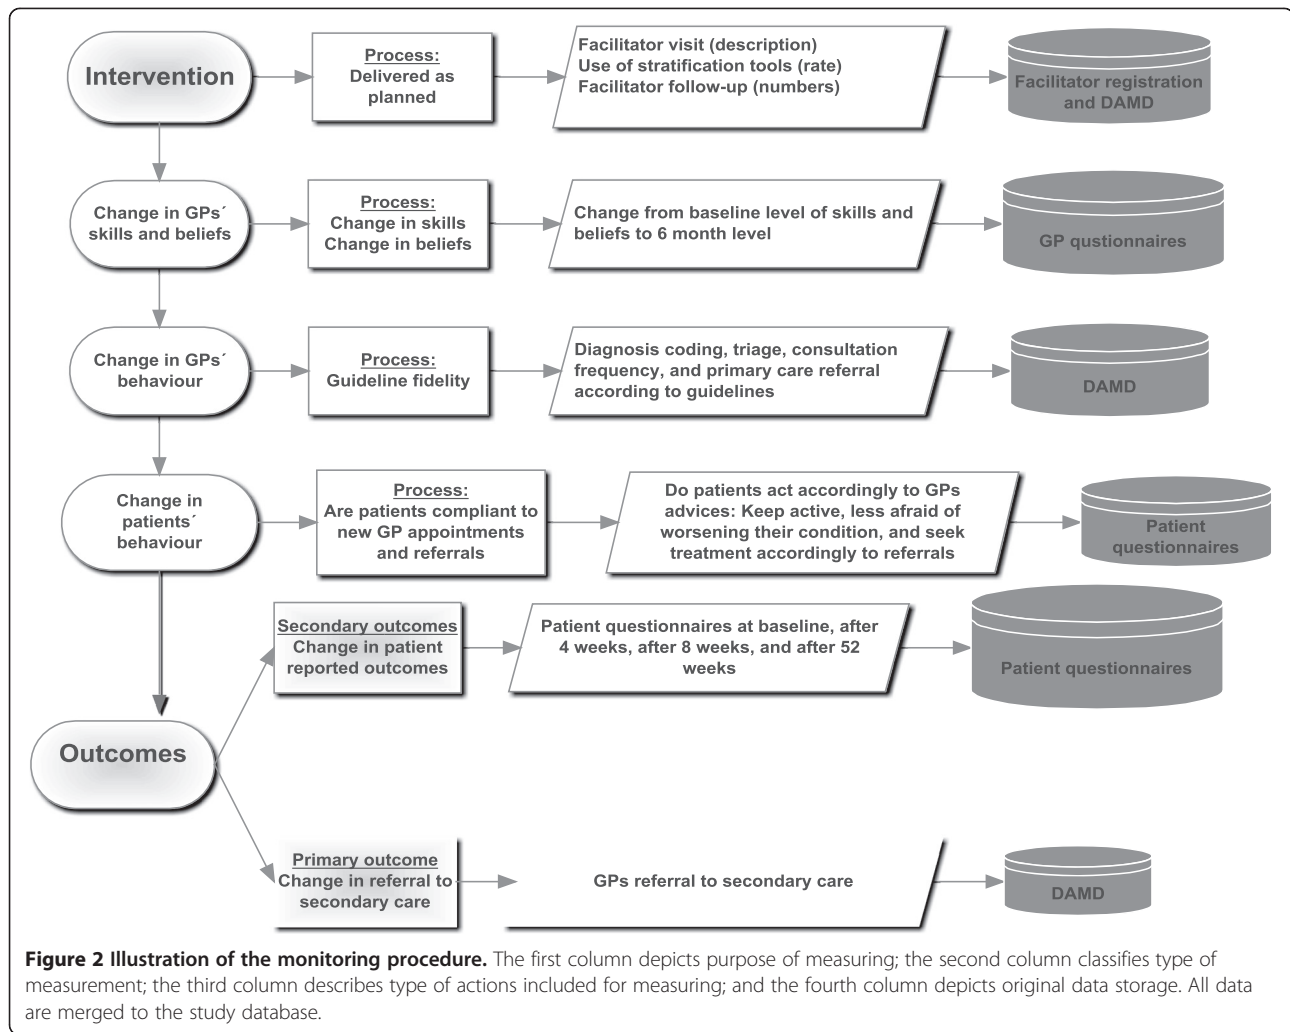 Intervention
Process:
Delivered as
planned
Facilitator visit (description)
Use of stratification tools (rate)
Facilitator follow-up (numbers)
Facilitator registration
and DAMD
Change in GPs´
skills and beliefs
Process:
Change in skills
Change in beliefs
Change from baseline level of skills and
beliefs to 6 month level
GP qustionnaires
Change in GPs´
behaviour
Process:
Guideline fidelity
Diagnosis coding, triage, consultation
frequency, and primary care referral
according to guidelines
DAMD
Change in
patients´
behaviour
Process:
Are patients compliant to
new GP appointments
and referrals
Do patients act accordingly to GPs
advices: Keep active, less afraid of
worsening their condition, and seek
treatment accordingly to referrals
Patient
questionnaires
Secondary outcomes
Change in patient
reported outcomes
Patient questionnaires at baseline, after
4 weeks, after 8 weeks, and after 52
weeks
Patient questionnaires
Outcomes
Primary outcome
Change in referral to
secondary care
GPs referral to secondary care
DAMD
Figure 2 Illustration of the monitoring procedure. The first column depicts purpose of measuring; the second column classifies type of
measurement; the third column describes type of actions included for measuring; and the fourth column depicts original data storage. All data
are merged to the study database.